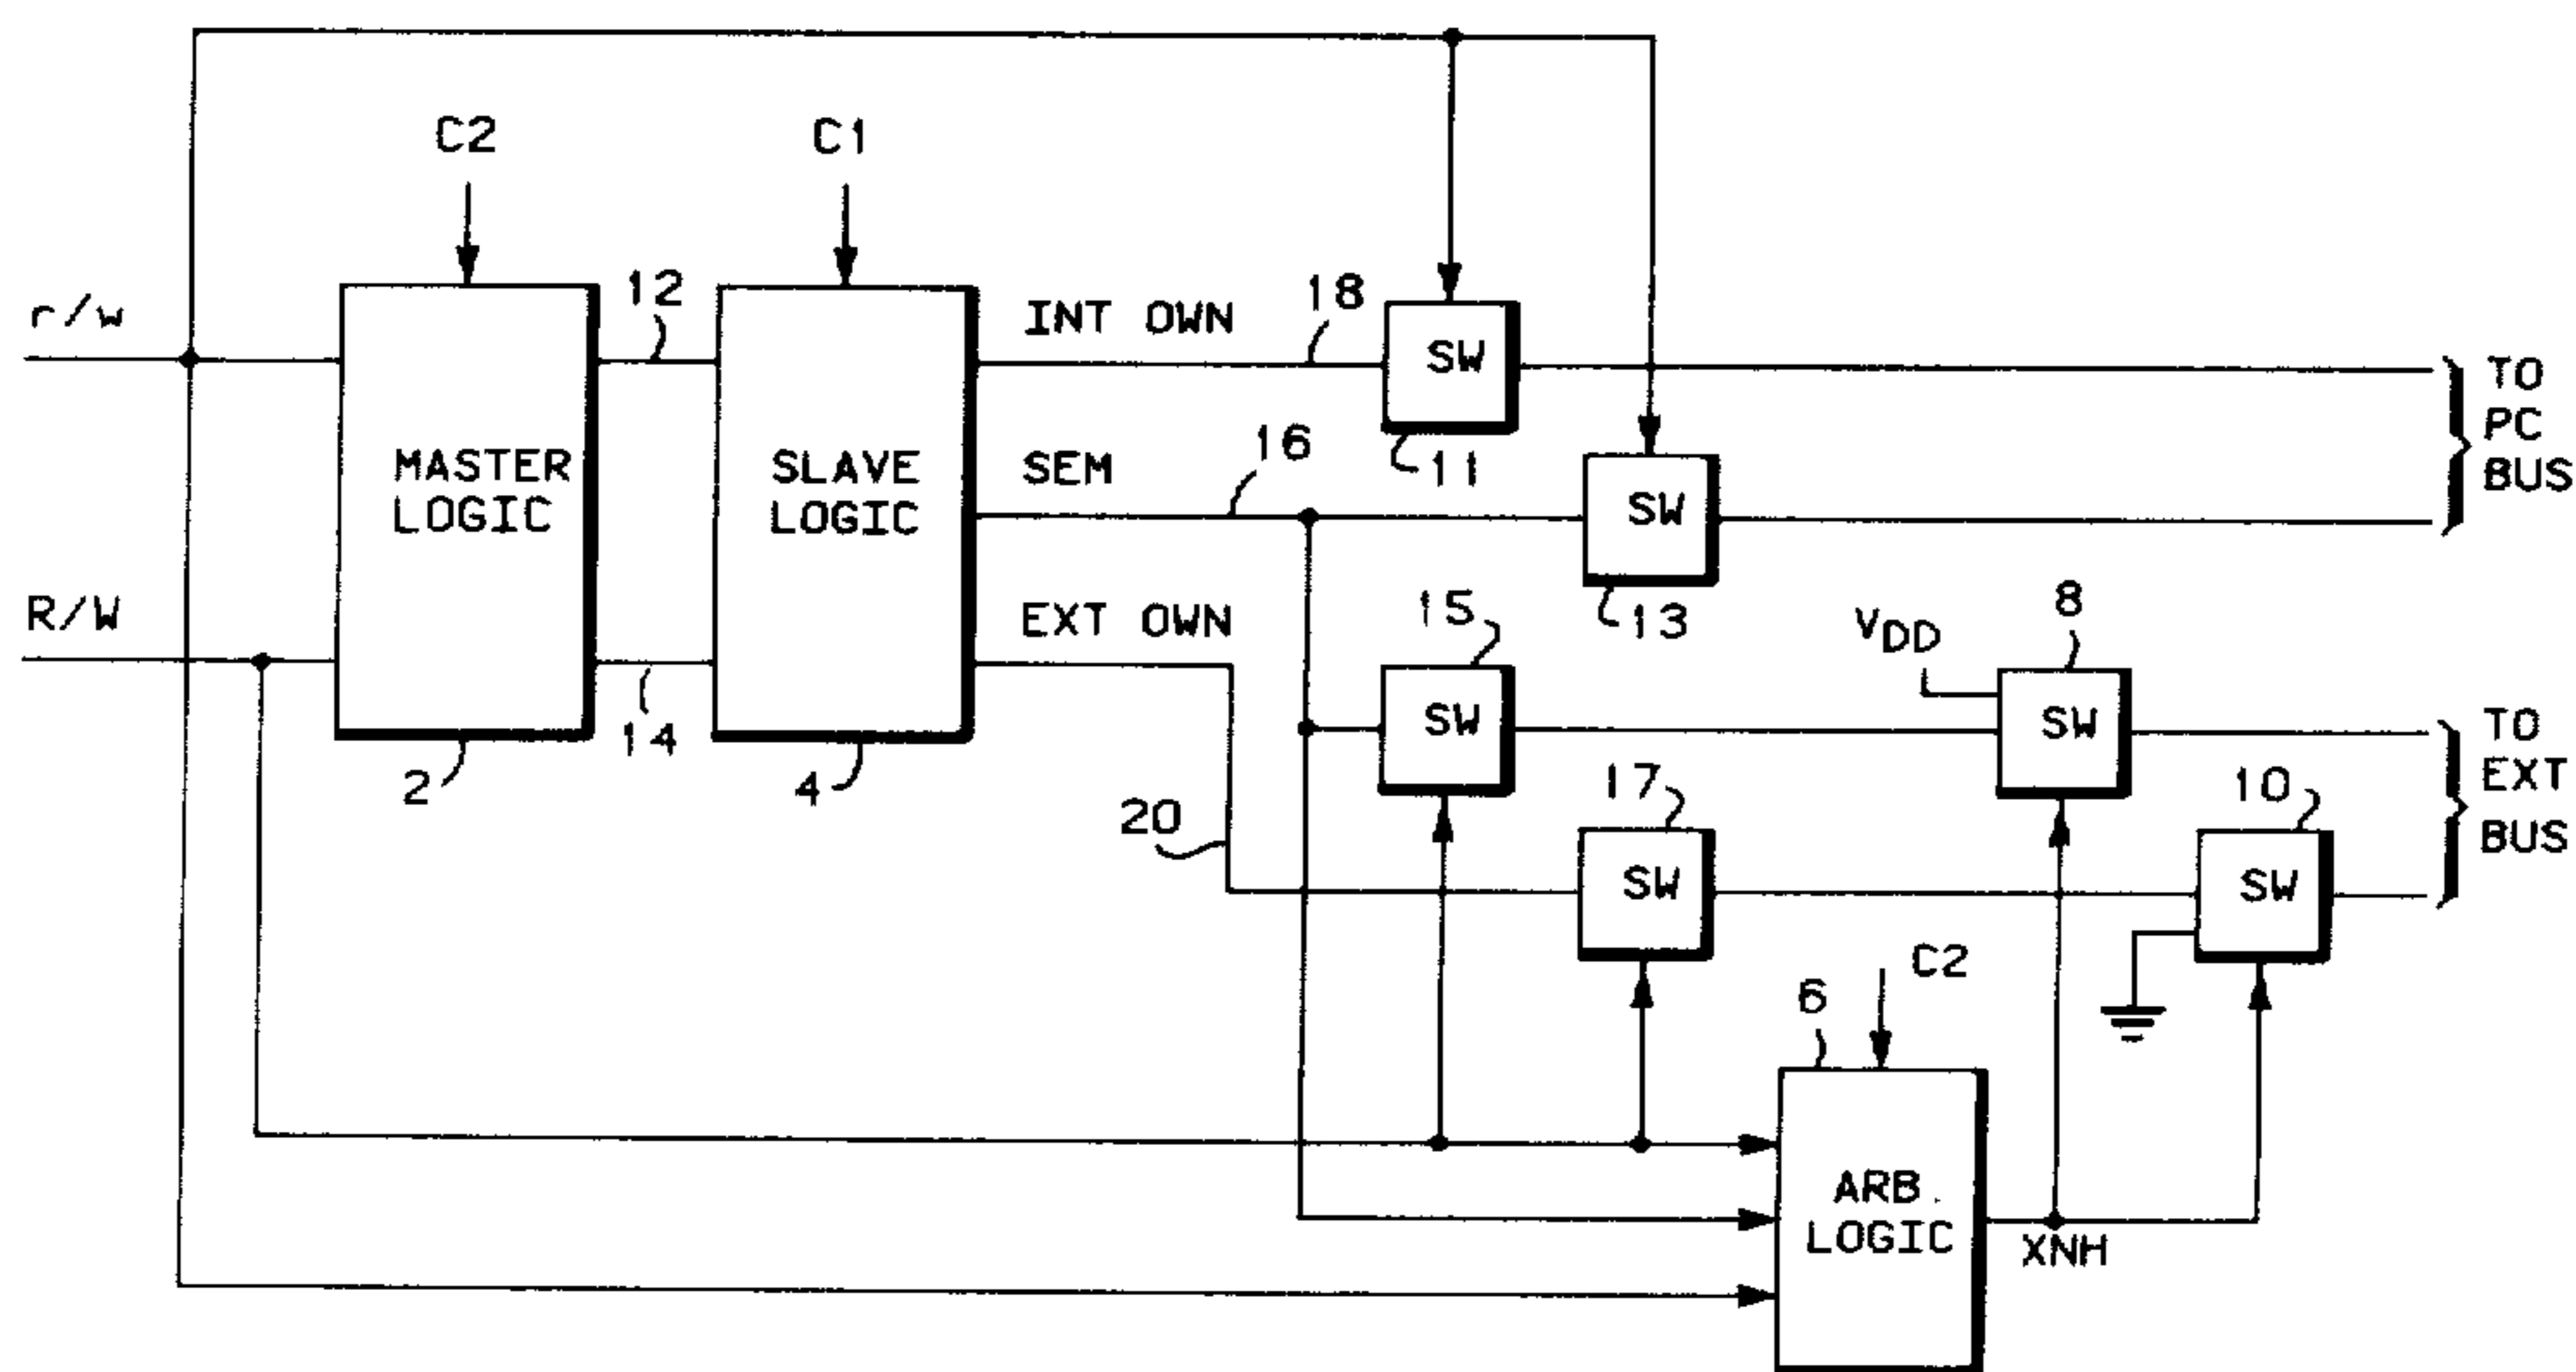 C2
C1
r/w
12
INT OWN
18
SW
TO
PC
BUS
MASTER
LOGIC
SLAVE
LOGIC
SEM
16
11
SW
R/W
EXT OWN
15
13
VDD
8
14
2
4
SW
17
SW
TO
EXT
BUS
20
SW
10
SW
6
C2
ARB
LOGIC
XNH